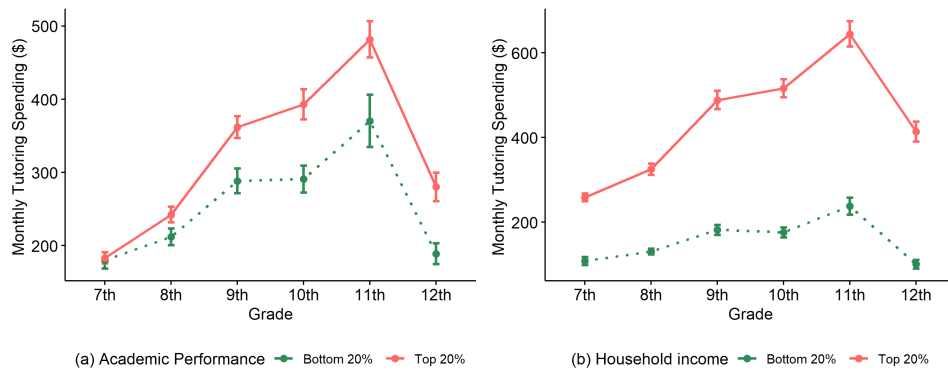 Monthly Tutoring Spending ($)
500
400
300
200
7th 8th 9th 10th 11th 12th
Grade
(a) Academic Performance Bottom 20% Top 20%
Monthly Tutoring Spending ($)
600
400
200
7th 8th 9th 10th 11th 12th
Grade
(b) Household income Bottom 20% Top 20%